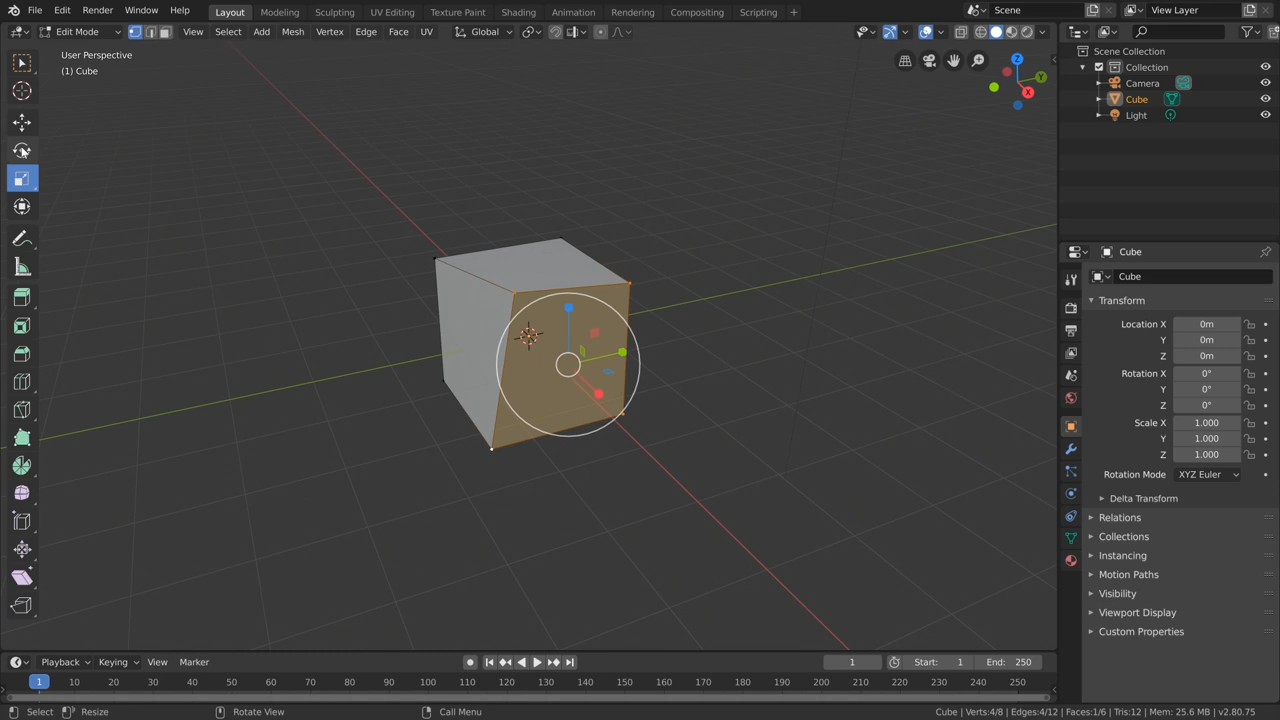 File Edit Render Window Help Layout Modeling Sculpting UV Editing Texture Paint Shading Animation Rendering Compositing Scripting + Scene View Layer
Edit Mode View Select Add Mesh Vertex Edge Face UV Global
User Perspective
(1) Cube
Z
Y
X
Scene Collection
Collection
Camera
Cube
Light
Cube
Cube
Transform
Location X 0m
Y 0m
Z 0m
Rotation X 0°
Y 0°
Z 0°
Scale X 1.000
Y 1.000
Z 1.000
Rotation Mode XYZ Euler
Delta Transform
Relations
Collections
Instancing
Motion Paths
Visibility
Viewport Display
Custom Properties
Playback Keying View Marker 1 Start: 1 End: 250
1 10 20 30 40 50 60 70 80 90 100 110 120 130 140 150 160 170 180 190 200 210 220 230 240 250
Select Resize Rotate View Call Menu Cube | Verts:4/8 | Edges:4/12 | Faces:1/6 | Tris:12 | Mem: 25.6 MB | v2.80.75